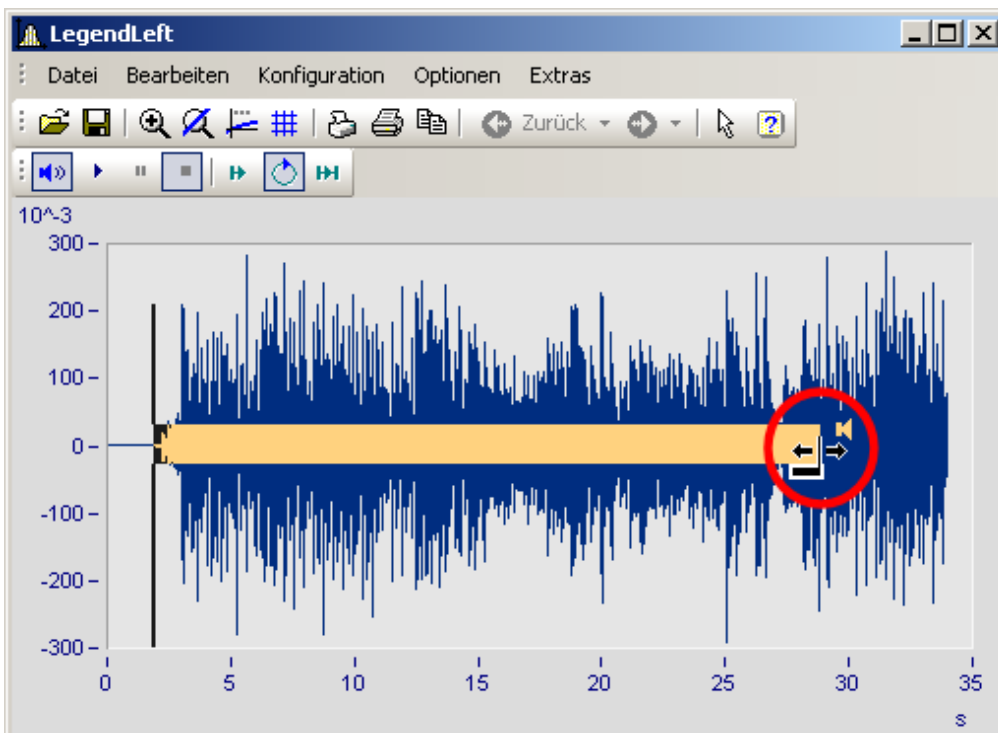 LegendLeft
Datei Bearbeiten Konfiguration Optionen Extras
Zurück
10^-3
300
200
100
0
-100
-200
-300
0 5 10 15 20 25 30 35
s